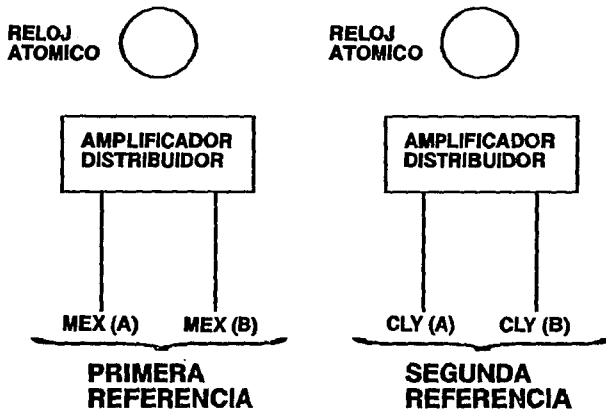 RELOJ
ATOMICO
AMPLIFICADOR
DISTRIBUIDOR
MEX (A) MEX (B)
PRIMERA
REFERENCIA
RELOJ
ATOMICO
AMPLIFICADOR
DISTRIBUIDOR
CLY (A) CLY (B)
SEGUNDA
REFERENCIA